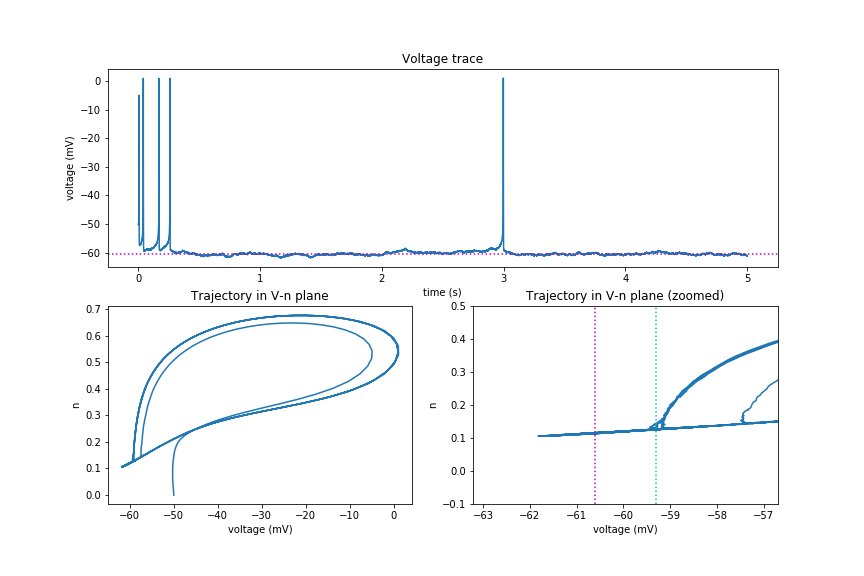 Voltage trace
voltage (mV)
0
−10
−20
−30
−40
−50
−60
0 1 2 3 4 5
time (s)
Trajectory in V-n plane
n
0.7
0.6
0.5
0.4
0.3
0.2
0.1
0.0
−60 −50 −40 −30 −20 −10 0
voltage (mV)
Trajectory in V-n plane (zoomed)
n
0.5
0.4
0.3
0.2
0.1
0.0
−0.1
−63 −62 −61 −60 −59 −58 −57
voltage (mV)